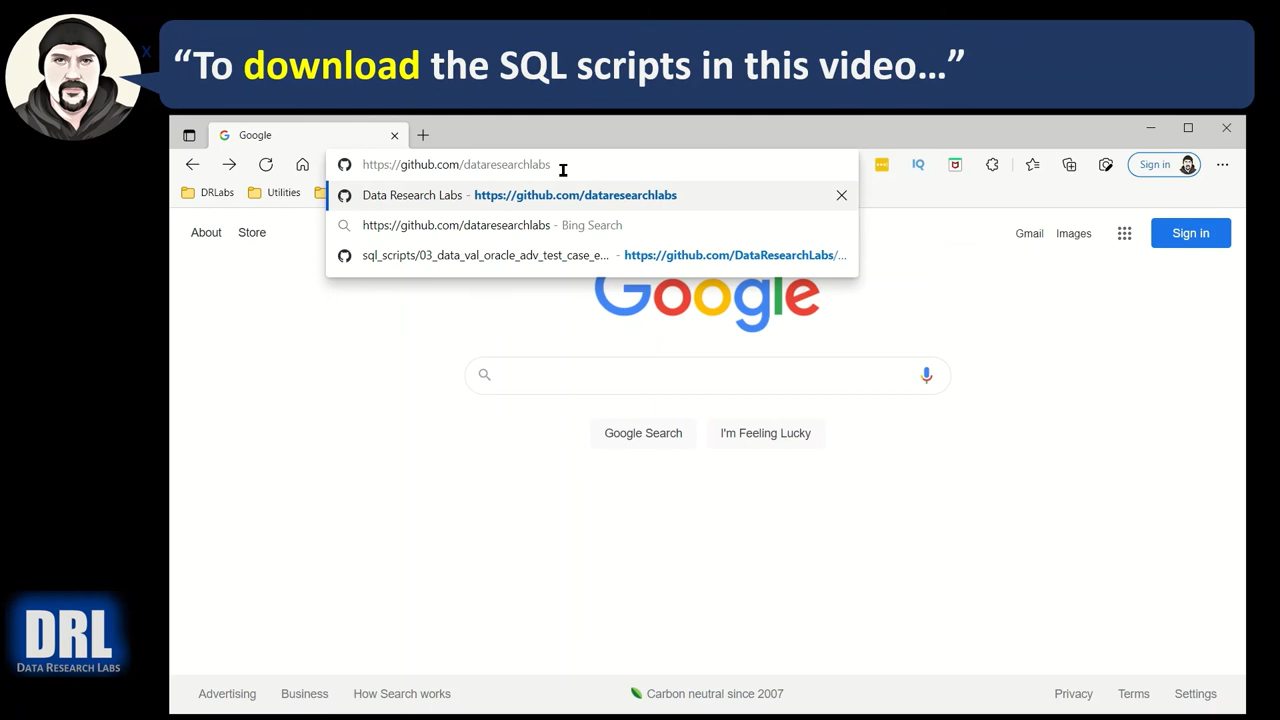 “To download the SQL scripts in this video…”
x
Google
https://github.com/dataresearchlabs
Sign in
DRLabs
Utilities
Data Research Labs - https://github.com/dataresearchlabs
https://github.com/dataresearchlabs - Bing Search
sql_scripts/03_data_val_oracle_adv_test_case_e... - https://github.com/DataResearchLabs/...
IQ
About Store
Gmail Images
Sign in
Google
Google Search
I'm Feeling Lucky
DRL
DATA RESEARCH LABS
Advertising Business How Search works
Carbon neutral since 2007
Privacy Terms Settings